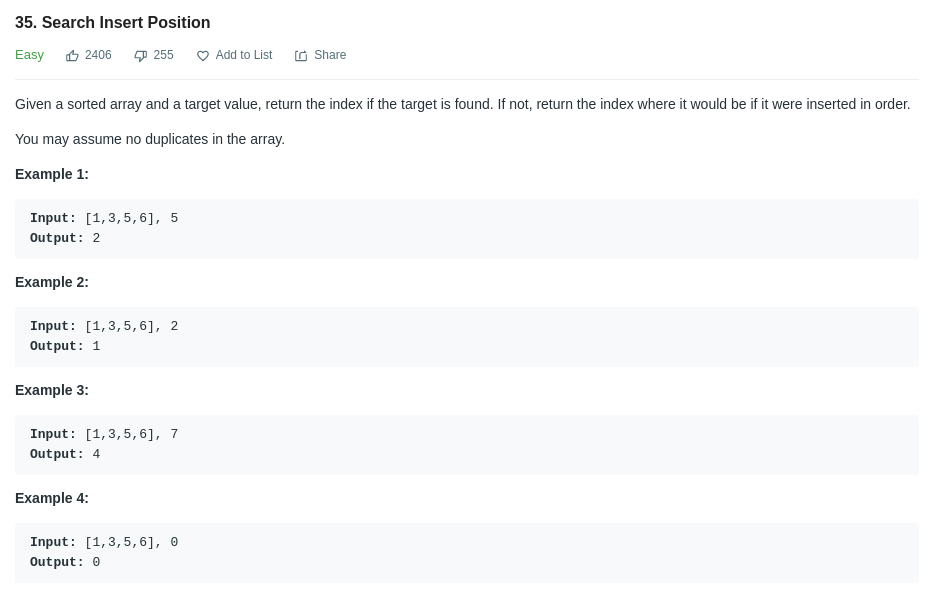 35. Search Insert Position
Easy 2406 255 Add to List Share
Given a sorted array and a target value, return the index if the target is found. If not, return the index where it would be if it were inserted in order.
You may assume no duplicates in the array.
Example 1:
Input: [1,3,5,6], 5
Output: 2
Example 2:
Input: [1,3,5,6], 2
Output: 1
Example 3:
Input: [1,3,5,6], 7
Output: 4
Example 4:
Input: [1,3,5,6], 0
Output: 0